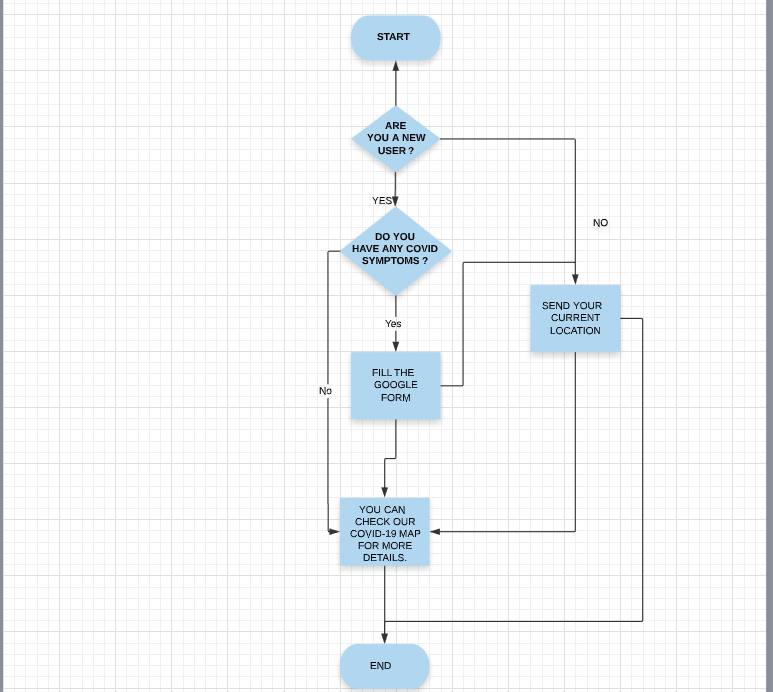 START
ARE
YOU A NEW
USER ?
YES
NO
DO YOU
HAVE ANY COVID
SYMPTOMS ?
SEND YOUR
CURRENT
LOCATION
Yes
FILL THE
GOOGLE
FORM
No
YOU CAN
CHECK OUR
COVID-19 MAP
FOR MORE
DETAILS.
END